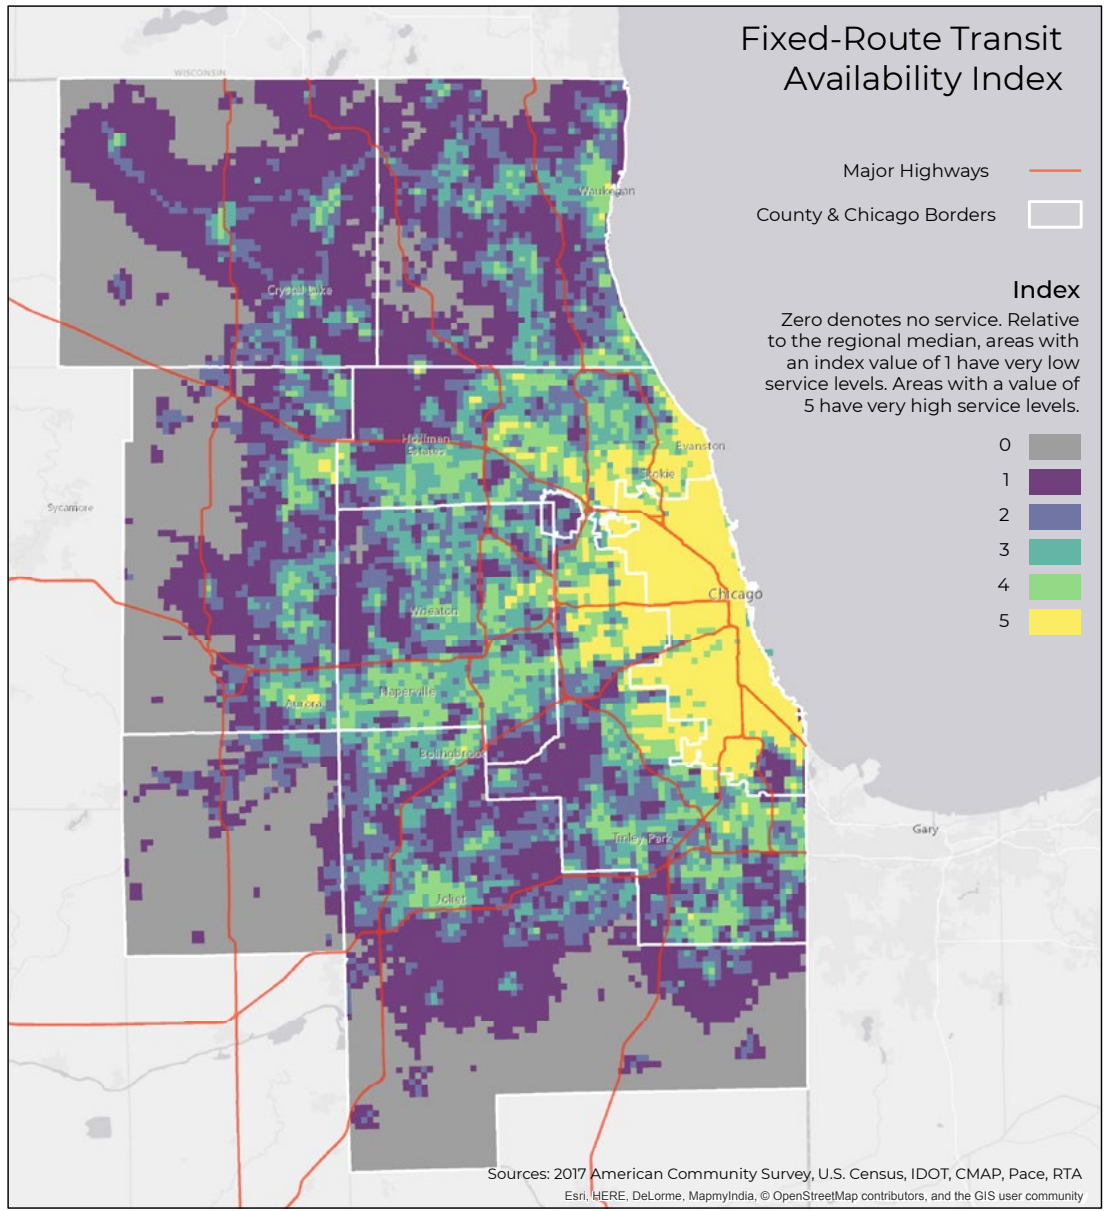 Fixed-Route Transit
Availability Index
WISCONSIN
Major Highways
Waukegan
County & Chicago Borders
Index
Crystal Lake
Zero denotes no service. Relative
to the regional median, areas with
an index value of 1 have very low
service levels. Areas with a value of
5 have very high service levels.
Hoffman
Estates
Evanston
0
Skokie
1
Sycamore
2
3
4
Chicago
Wheaton
5
Naperville
Aurora
Bolingbrook
Gary
Tinley Park
Joliet
Sources: 2017 American Community Survey, U.S. Census, IDOT, CMAP, Pace, RTA
Esri, HERE, DeLorme, MapmyIndia, © OpenStreetMap contributors, and the GIS user community